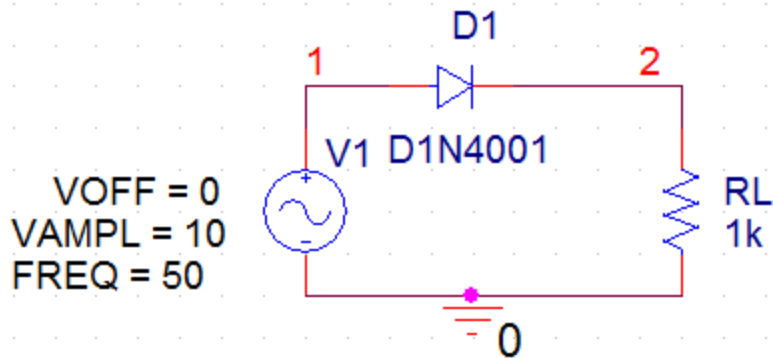 D1
1
2
V1
D1N4001
VOFF = 0
VAMPL = 10
FREQ = 50
RL
1k
0